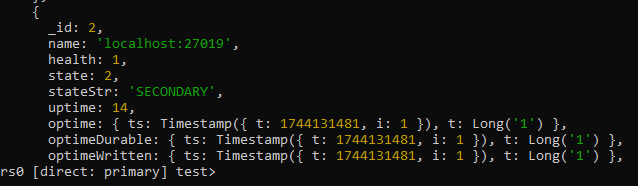 {
_id: 2,
name: 'localhost:27019',
health: 1,
state: 2,
stateStr: 'SECONDARY',
uptime: 14,
optime: { ts: Timestamp({ t: 1744131481, i: 1 }), t: Long('1') },
optimeDurable: { ts: Timestamp({ t: 1744131481, i: 1 }), t: Long('1') },
optimeWritten: { ts: Timestamp({ t: 1744131481, i: 1 }), t: Long('1') },
rs0 [direct: primary] test>